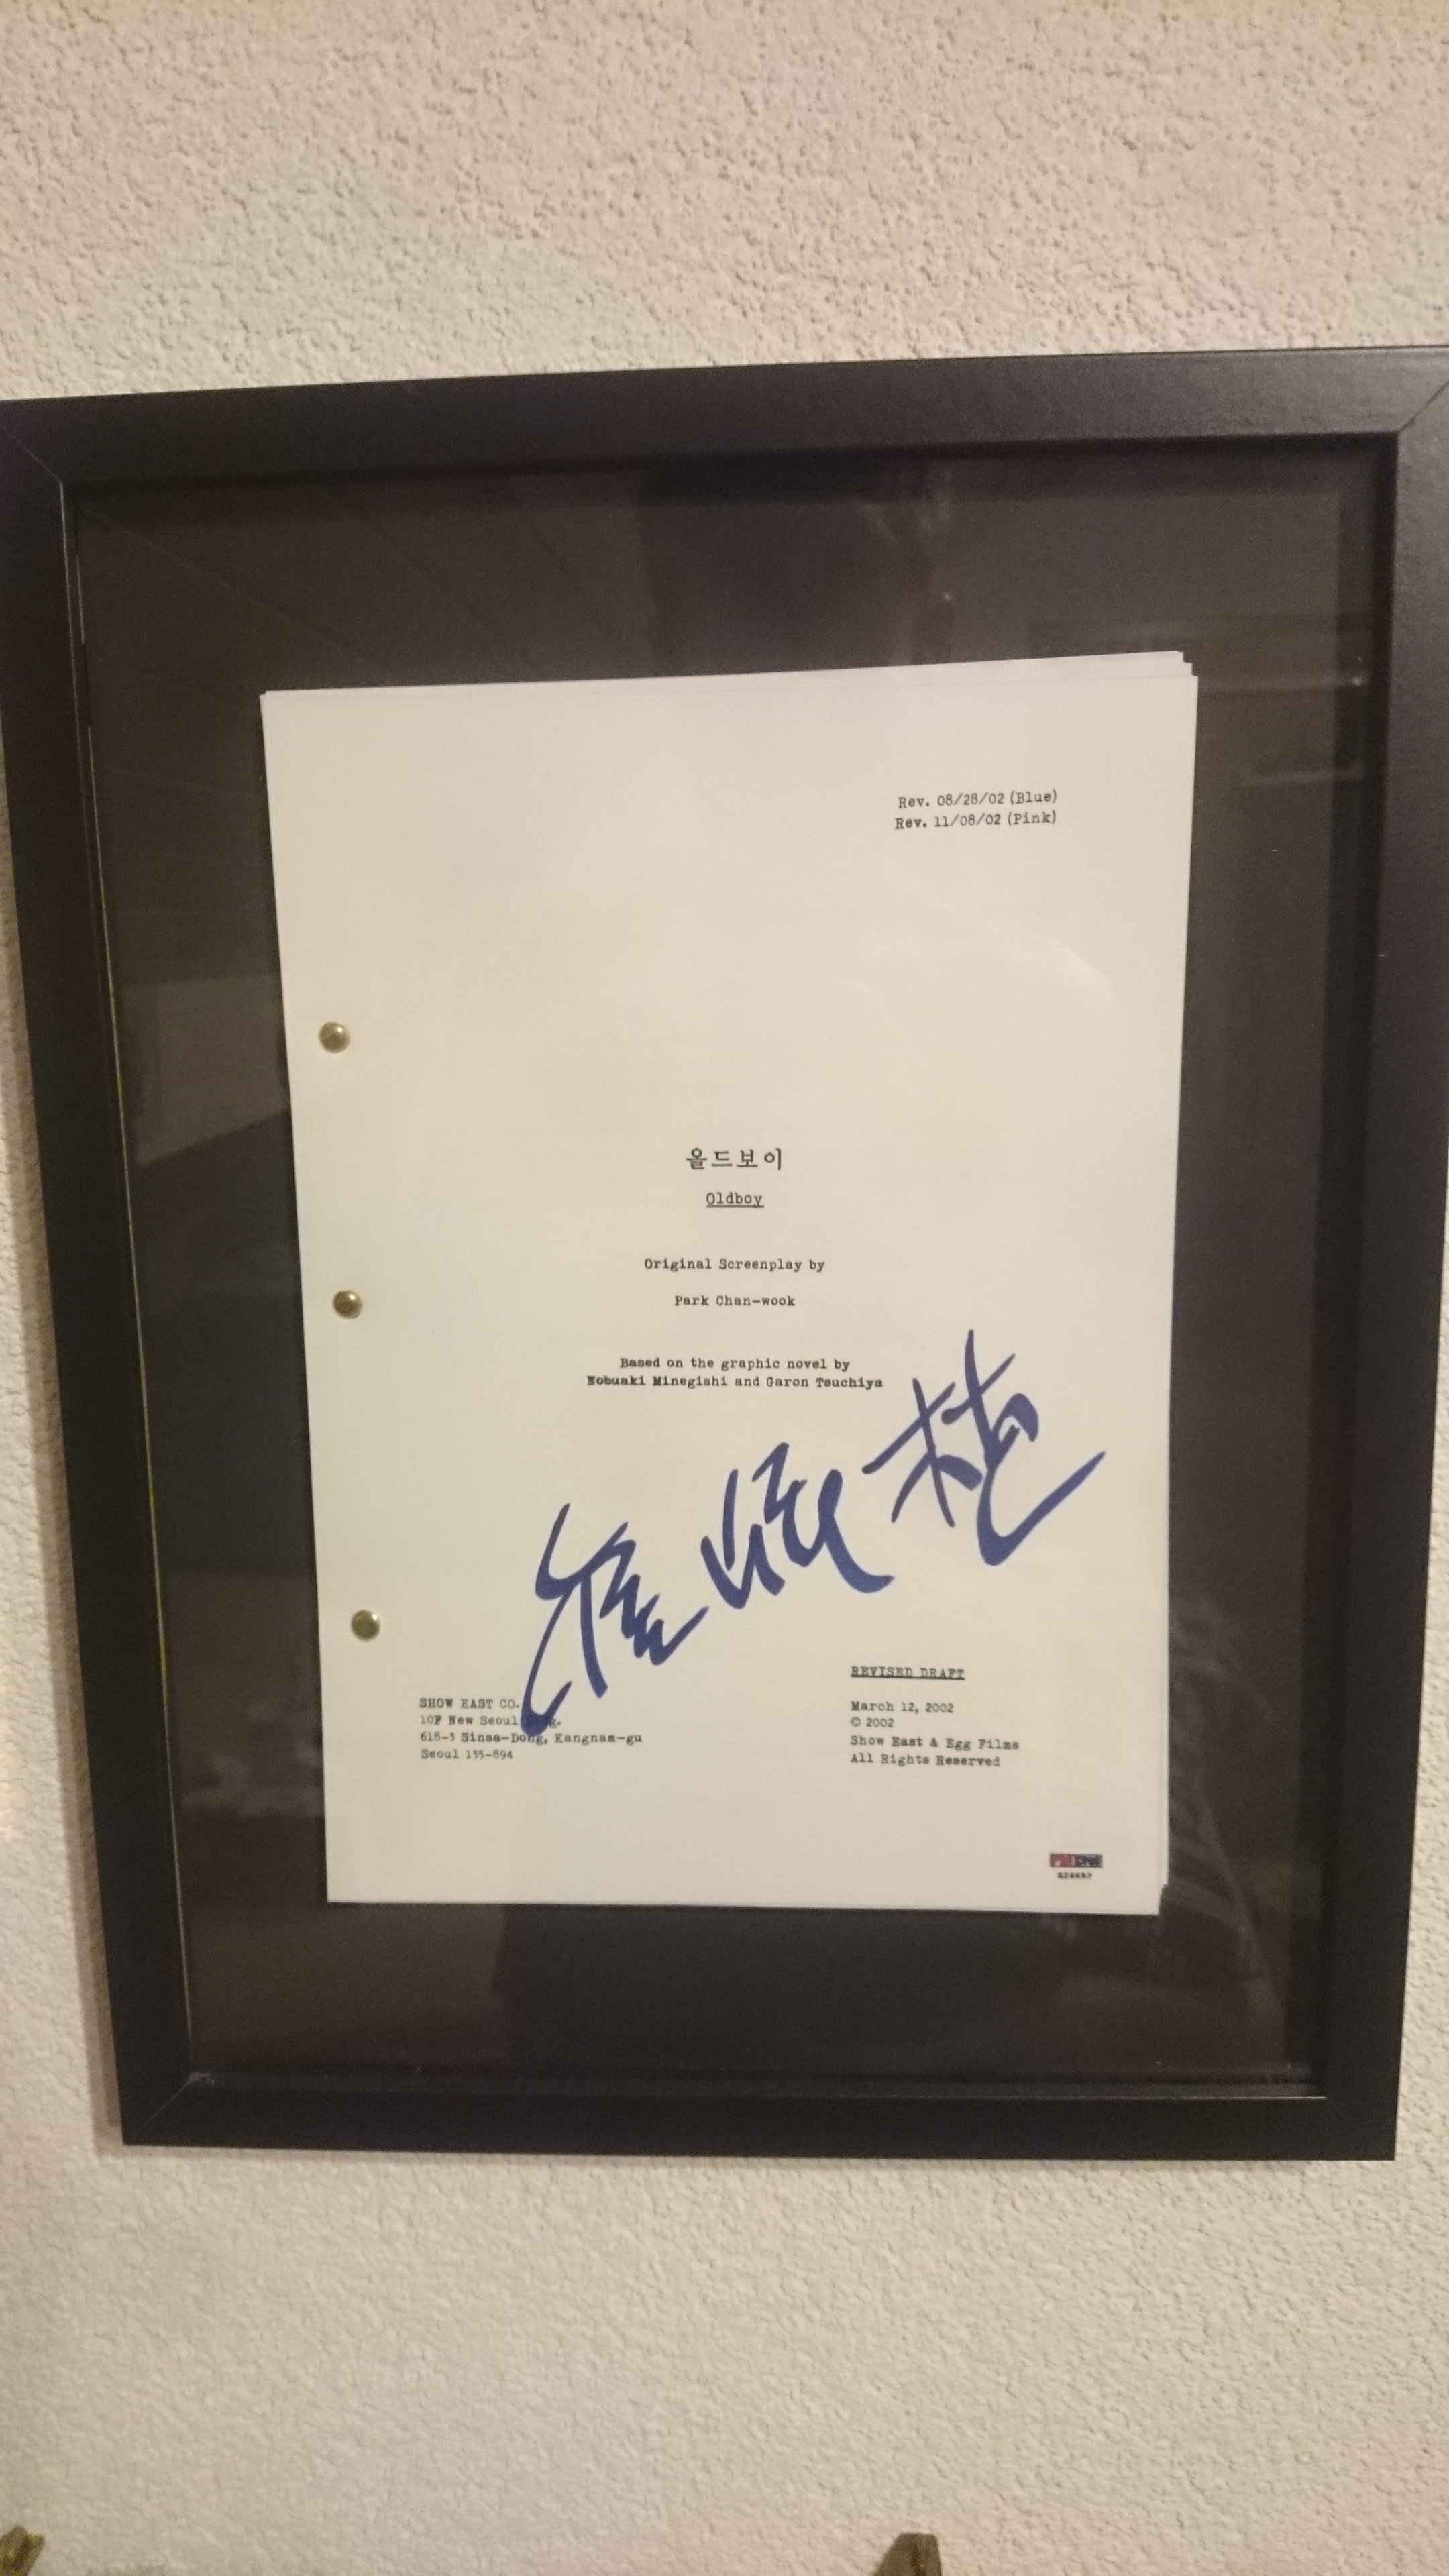 Rev. 08/28/02 (Blue)
Rev. 11/08/02 (Pink)
올드보이
Oldboy
Original Screenplay by
Park Chan-wook
Based on the graphic novel by
Nobuaki Minegishi and Garon Tsuchiya
REVISED DRAFT
SHOW EAST CO.
10F New Seoul
618-3 Sinsa-Dong, Kangnam-gu
Seoul 135-894
March 12, 2002
© 2002
Show East & Egg Films
All Rights Reserved